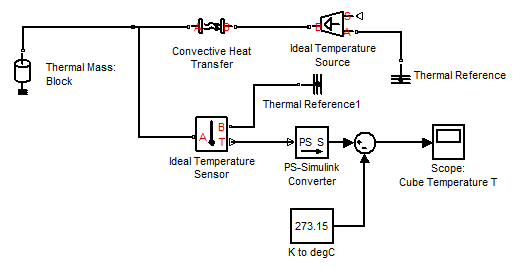 A
B
B
S
A
Convective Heat
Transfer
Ideal Temperature
Source
Thermal Mass:
Block
Thermal Reference
Thermal Reference1
A
B
T
PS S
+
-
Ideal Temperature
Sensor
PS-Simulink
Converter
Scope:
Cube Temperature T
273.15
K to degC